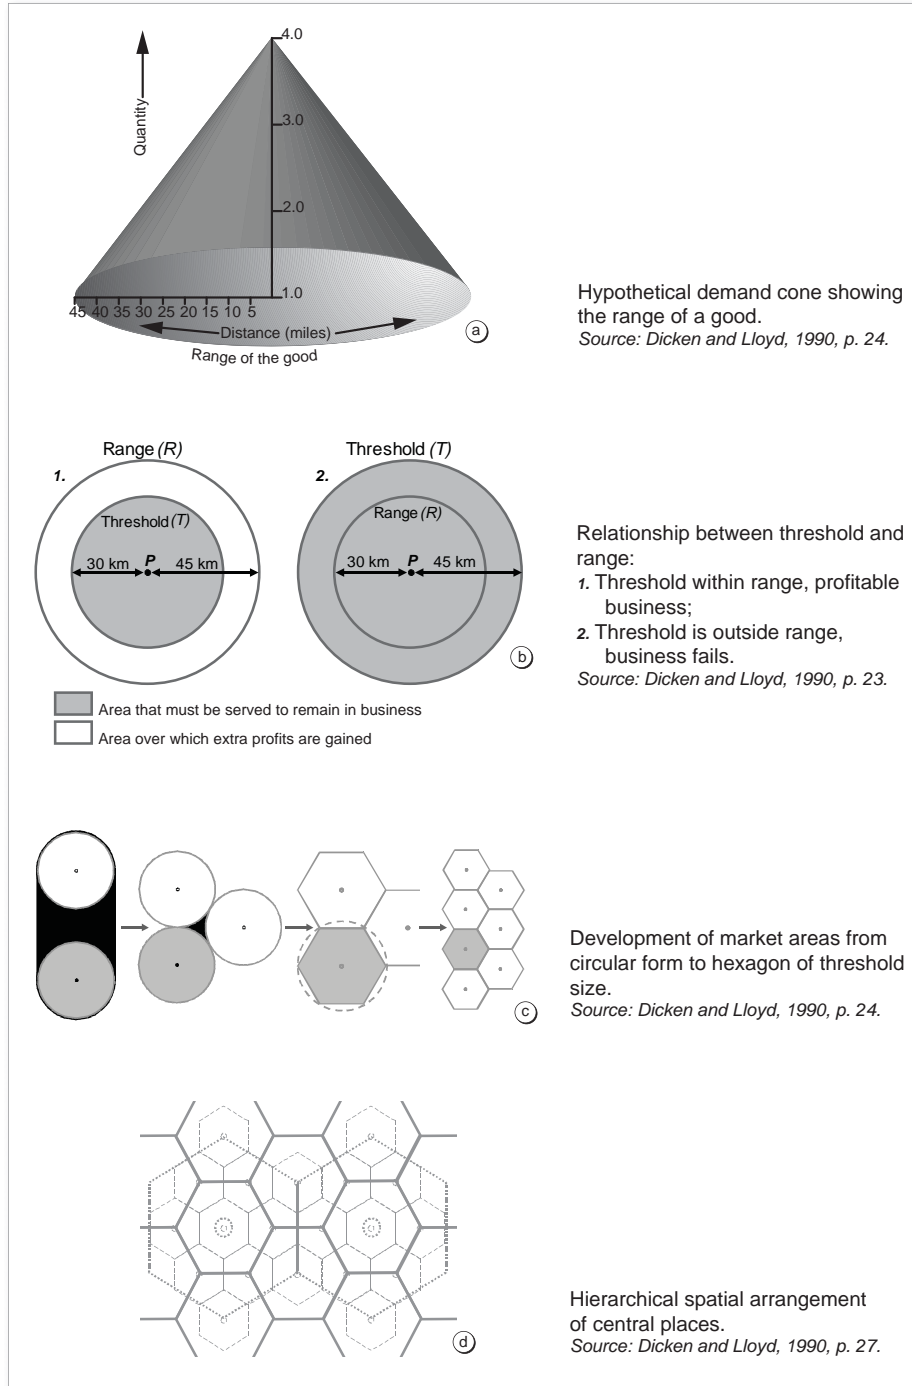 4.0
Quantity
3.0
2.0
1.0
45 40 35 30 25 20 15 10 5
Distance (miles)
Range of the good
a
Hypothetical demand cone showing
the range of a good.
Source: Dicken and Lloyd, 1990, p. 24.
Range (R)
1.
Threshold (T)
30 km
P
45 km
Threshold (T)
2.
Range (R)
30 km
P
45 km
b
Area that must be served to remain in business
Area over which extra profits are gained
Relationship between threshold and
range:
1. Threshold within range, profitable
business;
2. Threshold is outside range,
business fails.
Source: Dicken and Lloyd, 1990, p. 23.
c
Development of market areas from
circular form to hexagon of threshold
size.
Source: Dicken and Lloyd, 1990, p. 24.
d
Hierarchical spatial arrangement
of central places.
Source: Dicken and Lloyd, 1990, p. 27.